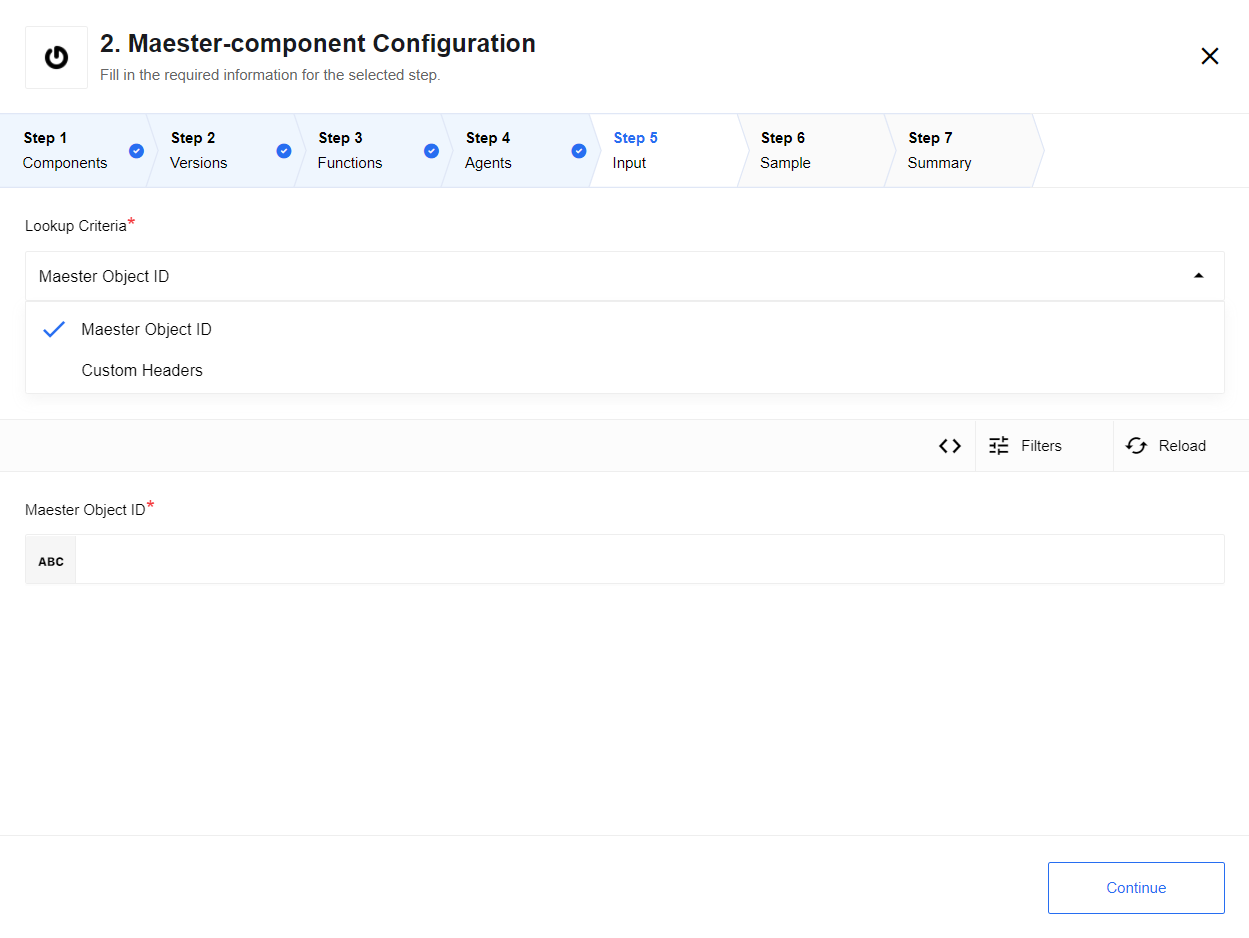 2. Maester-component Configuration
Fill in the required information for the selected step.
Step 1
Components
Step 2
Versions
Step 3
Functions
Step 4
Agents
Step 5
Input
Step 6
Sample
Step 7
Summary
Lookup Criteria*
Maester Object ID
Maester Object ID
Custom Headers
Filters
Reload
Maester Object ID*
ABC
Continue